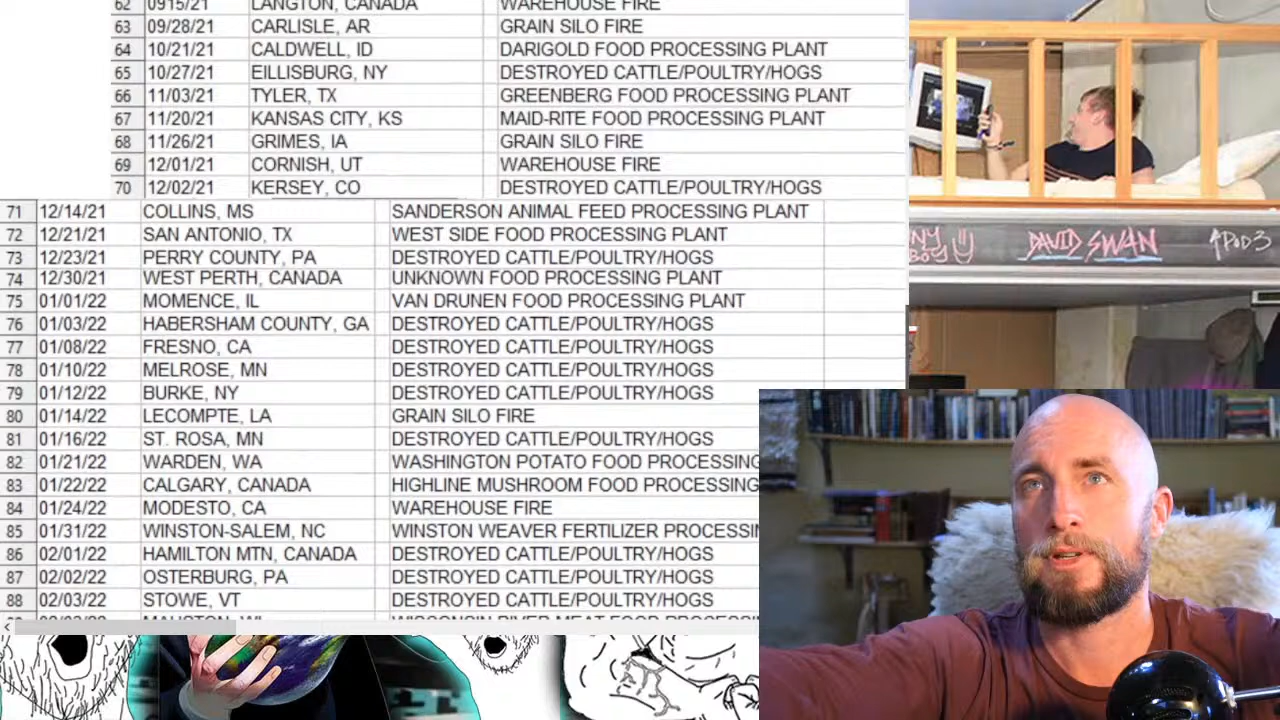 62 0915/21 LANGTON, CANADA WAREHOUSE FIRE
63 09/28/21 CARLISLE, AR GRAIN SILO FIRE
64 10/21/21 CALDWELL, ID DARIGOLD FOOD PROCESSING PLANT
65 10/27/21 EILLISBURG, NY DESTROYED CATTLE/POULTRY/HOGS
66 11/03/21 TYLER, TX GREENBERG FOOD PROCESSING PLANT
67 11/20/21 KANSAS CITY, KS MAID-RITE FOOD PROCESSING PLANT
68 11/26/21 GRIMES, IA GRAIN SILO FIRE
69 12/01/21 CORNISH, UT WAREHOUSE FIRE
70 12/02/21 KERSEY, CO DESTROYED CATTLE/POULTRY/HOGS
71 12/14/21 COLLINS, MS SANDERSON ANIMAL FEED PROCESSING PLANT
72 12/21/21 SAN ANTONIO, TX WEST SIDE FOOD PROCESSING PLANT
73 12/23/21 PERRY COUNTY, PA DESTROYED CATTLE/POULTRY/HOGS
74 12/30/21 WEST PERTH, CANADA UNKNOWN FOOD PROCESSING PLANT
75 01/01/22 MOMENCE, IL VAN DRUNEN FOOD PROCESSING PLANT
76 01/03/22 HABERSHAM COUNTY, GA DESTROYED CATTLE/POULTRY/HOGS
77 01/08/22 FRESNO, CA DESTROYED CATTLE/POULTRY/HOGS
78 01/10/22 MELROSE, MN DESTROYED CATTLE/POULTRY/HOGS
79 01/12/22 BURKE, NY DESTROYED CATTLE/POULTRY/HOGS
80 01/14/22 LECOMPTE, LA GRAIN SILO FIRE
81 01/16/22 ST. ROSA, MN DESTROYED CATTLE/POULTRY/HOGS
82 01/21/22 WARDEN, WA WASHINGTON POTATO FOOD PROCESSING
83 01/22/22 CALGARY, CANADA HIGHLINE MUSHROOM FOOD PROCESSING
84 01/24/22 MODESTO, CA WAREHOUSE FIRE
85 01/31/22 WINSTON-SALEM, NC WINSTON WEAVER FERTILIZER PROCESSIN
86 02/01/22 HAMILTON MTN, CANADA DESTROYED CATTLE/POULTRY/HOGS
87 02/02/22 OSTERBURG, PA DESTROYED CATTLE/POULTRY/HOGS
88 02/03/22 STOWE, VT DESTROYED CATTLE/POULTRY/HOGS
WISCONSIN RIVER MEAT FOOD PROCESSING
DAVID SWAN
↑POD3